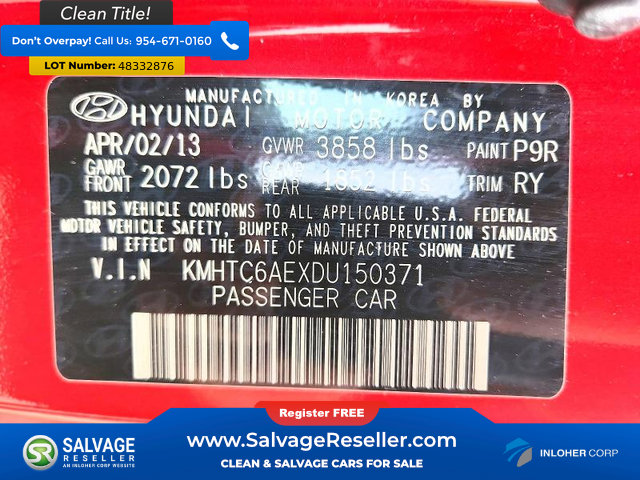 Clean Title!
Don't Overpay! Call Us: 954-671-0160
LOT Number: 48332876
MANUFACTURED IN KOREA BY
HYUNDAI MOTOR COMPANY
APR/02/13 GVWR 3858 lbs PAINT P9R
GAWR FRONT 2072 lbs GAWR REAR 1852 lbs TRIM RY
THIS VEHICLE CONFORMS TO ALL APPLICABLE U.S.A. FEDERAL
MOTOR VEHICLE SAFETY, BUMPER, AND THEFT PREVENTION STANDARDS
IN EFFECT ON THE DATE OF MANUFACTURE SHOWN ABOVE
V.I.N KMHTC6AEXDU150371
PASSENGER CAR
Register FREE
SALVAGE RESELLER
AN INLOHER CORP WEBSITE
www.SalvageReseller.com
CLEAN & SALVAGE CARS FOR SALE
INLOHER CORP